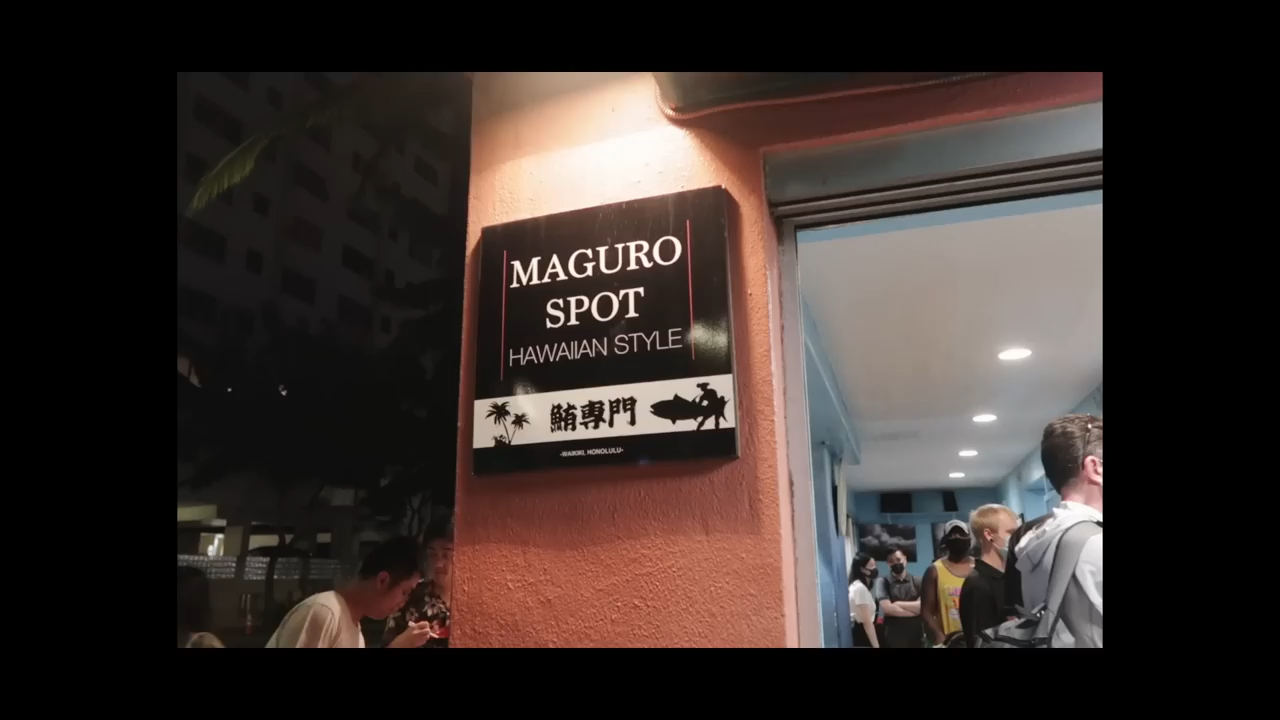 MAGURO
SPOT
HAWAIIAN STYLE
鮪専門
-WAIKIKI, HONOLULU-